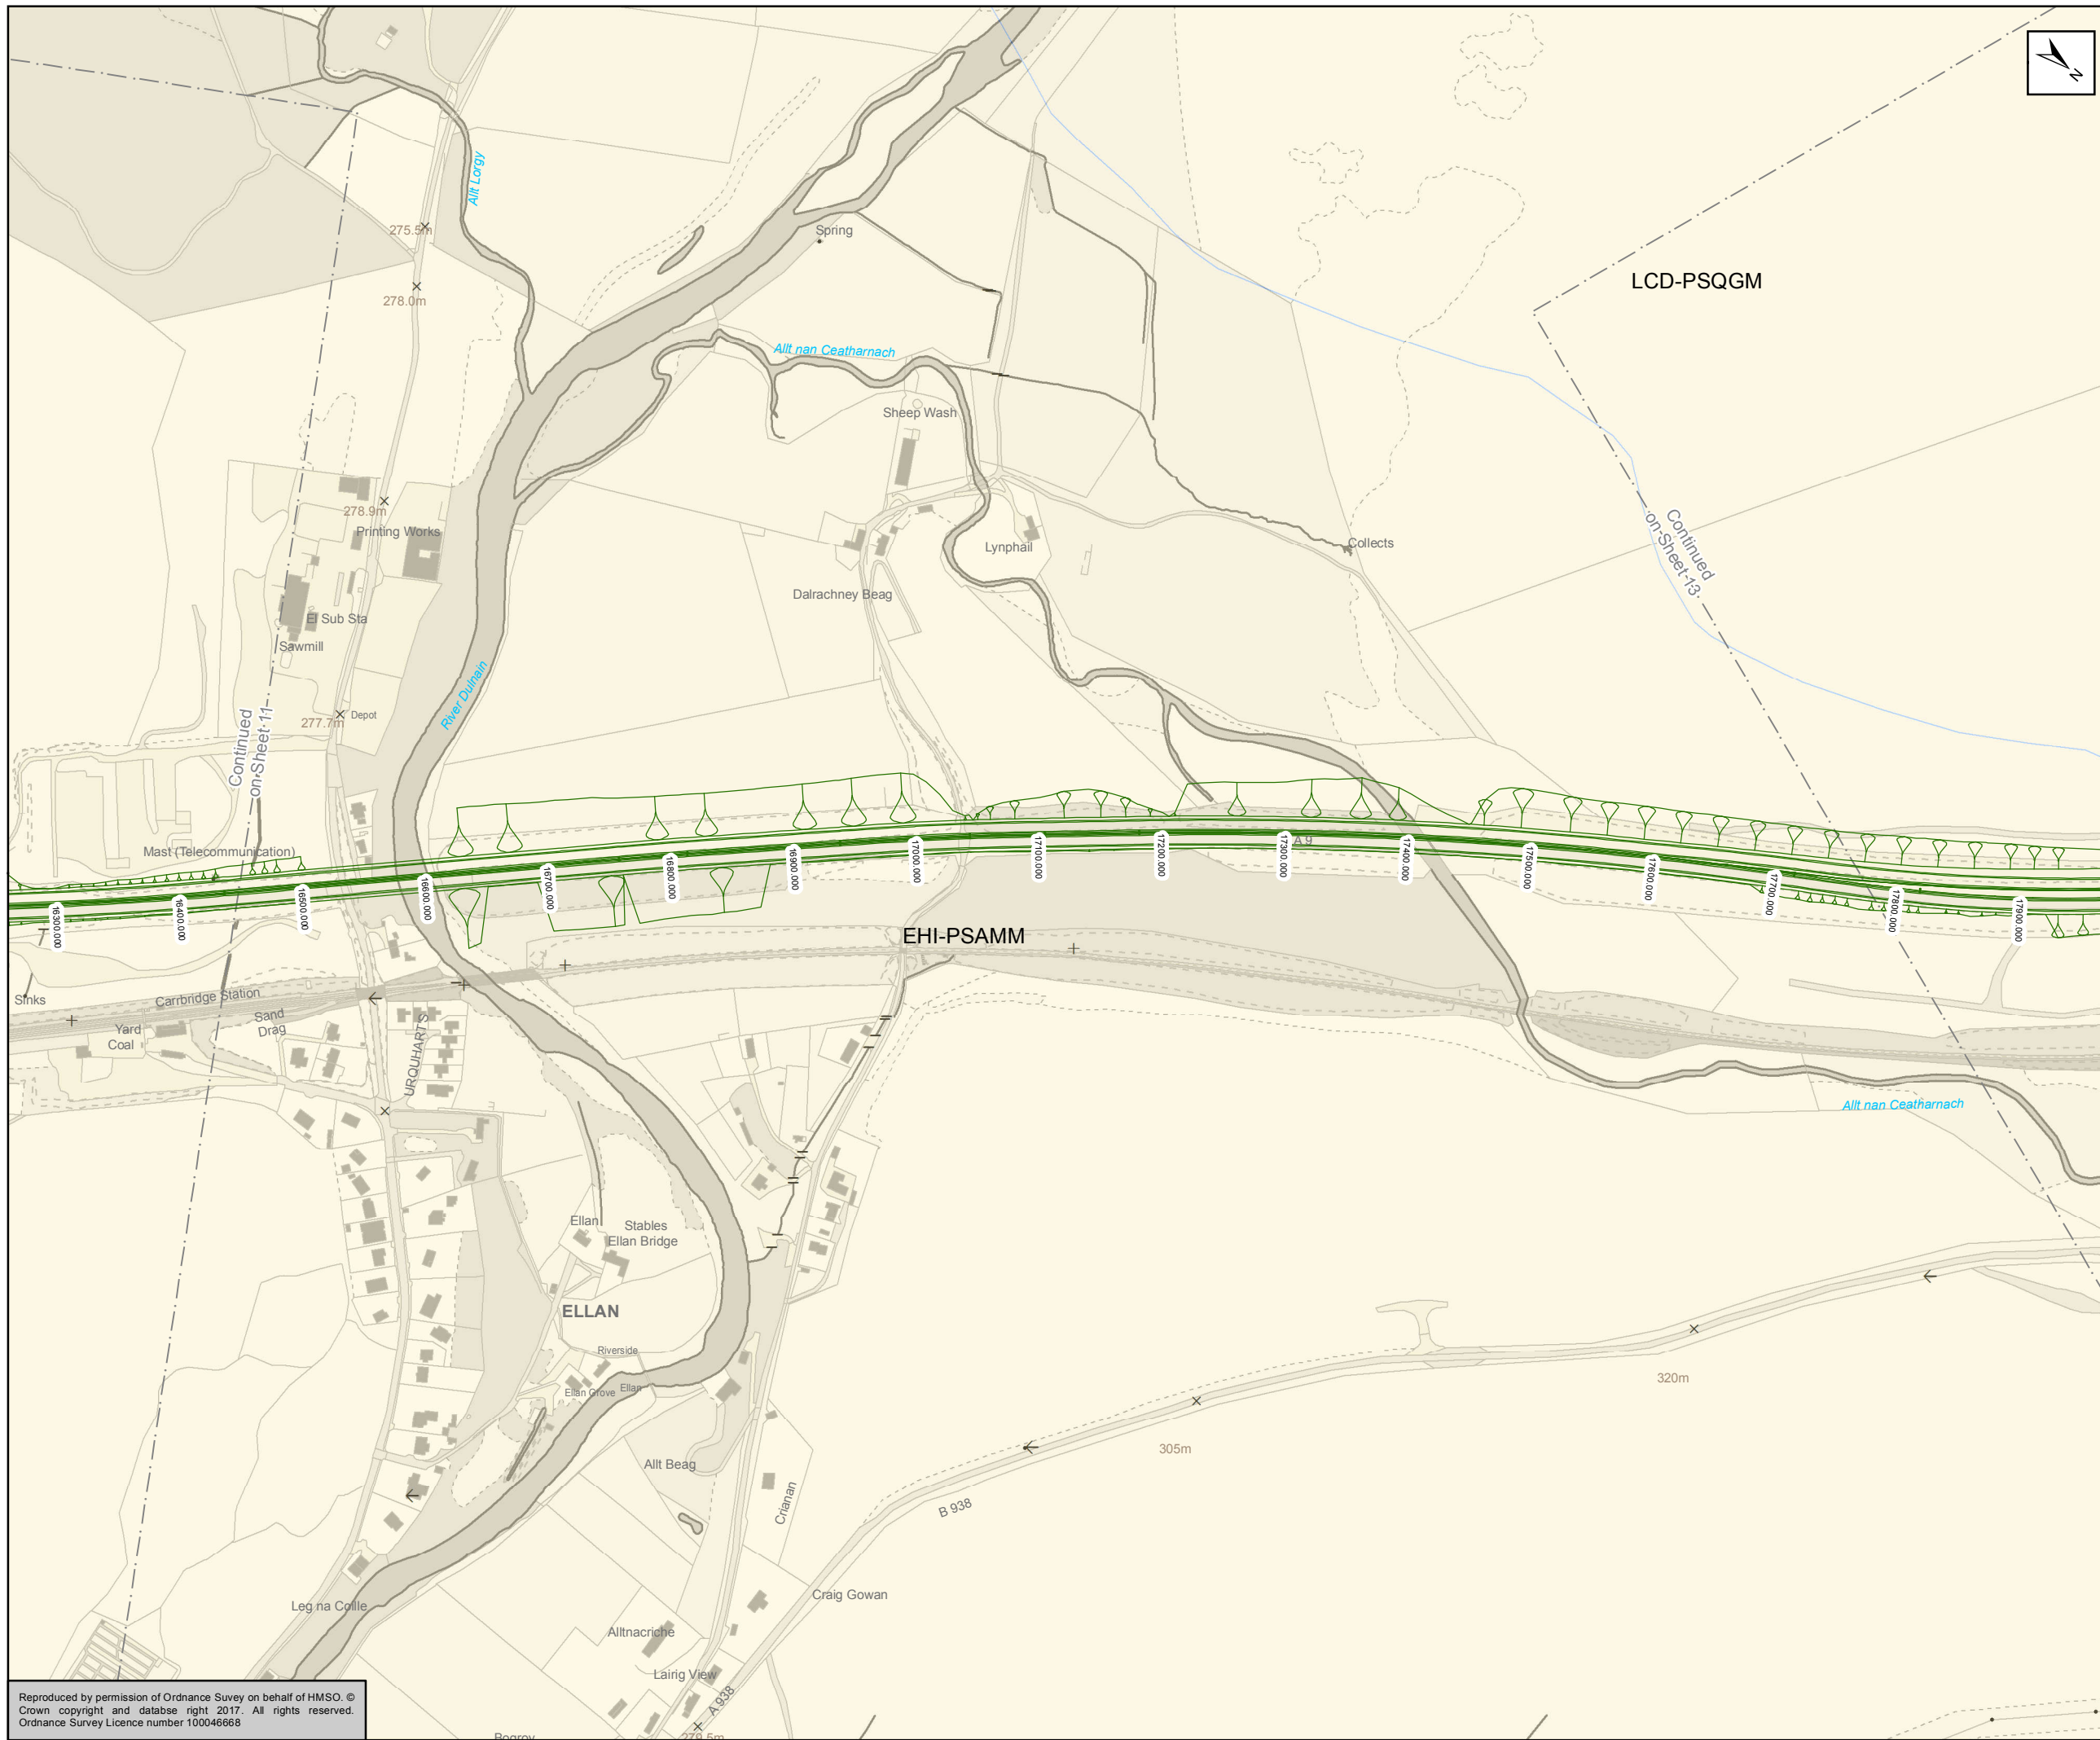 N
Allt Lorgy
275.5m
Spring
278.0m
LCD-PSQGM
Allt nan Ceatharnach
Sheep Wash
278.9m
Printing Works
Continued
on Sheet 13
Collects
Lynphail
Dalrachney Beag
El Sub Sta
Sawmill
River Dulnain
277.7m
Depot
Continued
on Sheet 11
Mast (Telecommunication)
A 9
16300.000
16400.000
16500.000
16600.000
16700.000
16800.000
16900.000
17000.000
17100.000
17200.000
17300.000
17400.000
17500.000
17600.000
17700.000
17800.000
17900.000
EHI-PSAMM
Sinks
Carrbridge Station
Sand
Drag
Yard
Coal
URQUHARTS
Allt nan Ceatharnach
Ellan
Stables
Ellan Bridge
ELLAN
Riverside
Ellan Grove
Ellan
320m
305m
Allt Beag
Crianan
B 938
Craig Gowan
Leg na Coille
Alltnacriche
Lairig View
A 938
279.5m
Bogroy
Reproduced by permission of Ordnance Suvey on behalf of HMSO. ©
Crown copyright and databse right 2017. All rights reserved.
Ordnance Survey Licence number 100046668